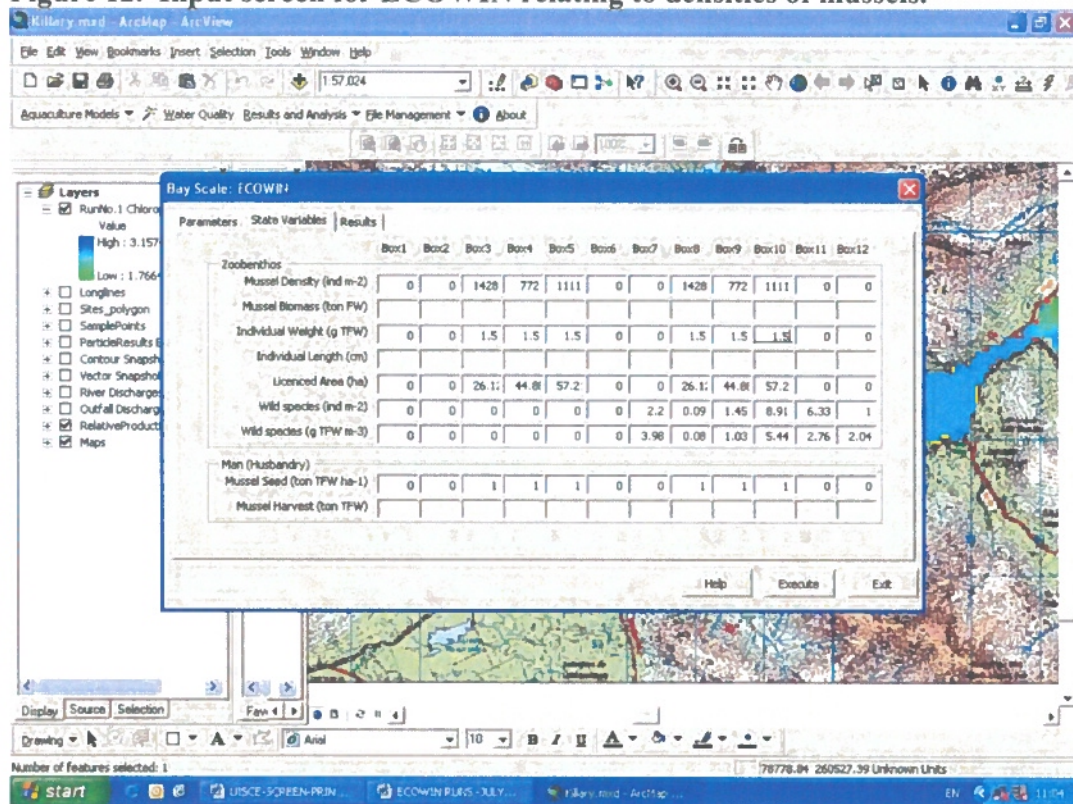 Figure 12: Input screen for ECOWIN relating to densities of mussels.
Killary.mxd - ArcMap - ArcView
File Edit View Bookmarks Insert Selection Tools Window Help
1:57,024
Aquaculture Models Water Quality Results and Analysis File Management About
100%
Layers
RunNo.1 Chloro
Value
High : 3.157
Low : 1.7664
Longlines
Sites_polygon
SamplePoints
ParticleResults
Contour Snapsh
Vector Snapshot
River Discharge
Outfall Discharg
RelativeProduct
Maps
Bay Scale: ECOWIN
Parameters State Variables Results
Box1 Box2 Box3 Box4 Box5 Box6 Box7 Box8 Box9 Box10 Box11 Box12
Zoobenthos
Mussel Density (ind m-2) 0 0 1428 772 1111 0 0 1428 772 1111 0 0
Mussel Biomass (ton FW)
Individual Weight (g TFW) 0 0 1.5 1.5 1.5 0 0 1.5 1.5 1.5 0 0
Individual Length (cm)
Licenced Area (ha) 0 0 26.1 44.8 57.2 0 0 26.1 44.8 57.2 0 0
Wild species (ind m-2) 0 0 0 0 0 0 2.2 0.09 1.45 8.91 6.33 1
Wild species (g TFW m-3) 0 0 0 0 0 0 3.98 0.08 1.03 5.44 2.76 2.04
Man (Husbandry)
Mussel Seed (ton TFW ha-1) 0 0 1 1 1 0 0 1 1 1 0 0
Mussel Harvest (ton TFW)
Help Execute Exit
Display Source Selection
Fav
Drawing A Arial 10 B I U A
Number of features selected: 1
78778.84 260527.39 Unknown Units
start UISCE-SCREEN-PRIN... ECOWIN RUNS -JULY... Killary.mxd - ArcMap ... EN 11:04